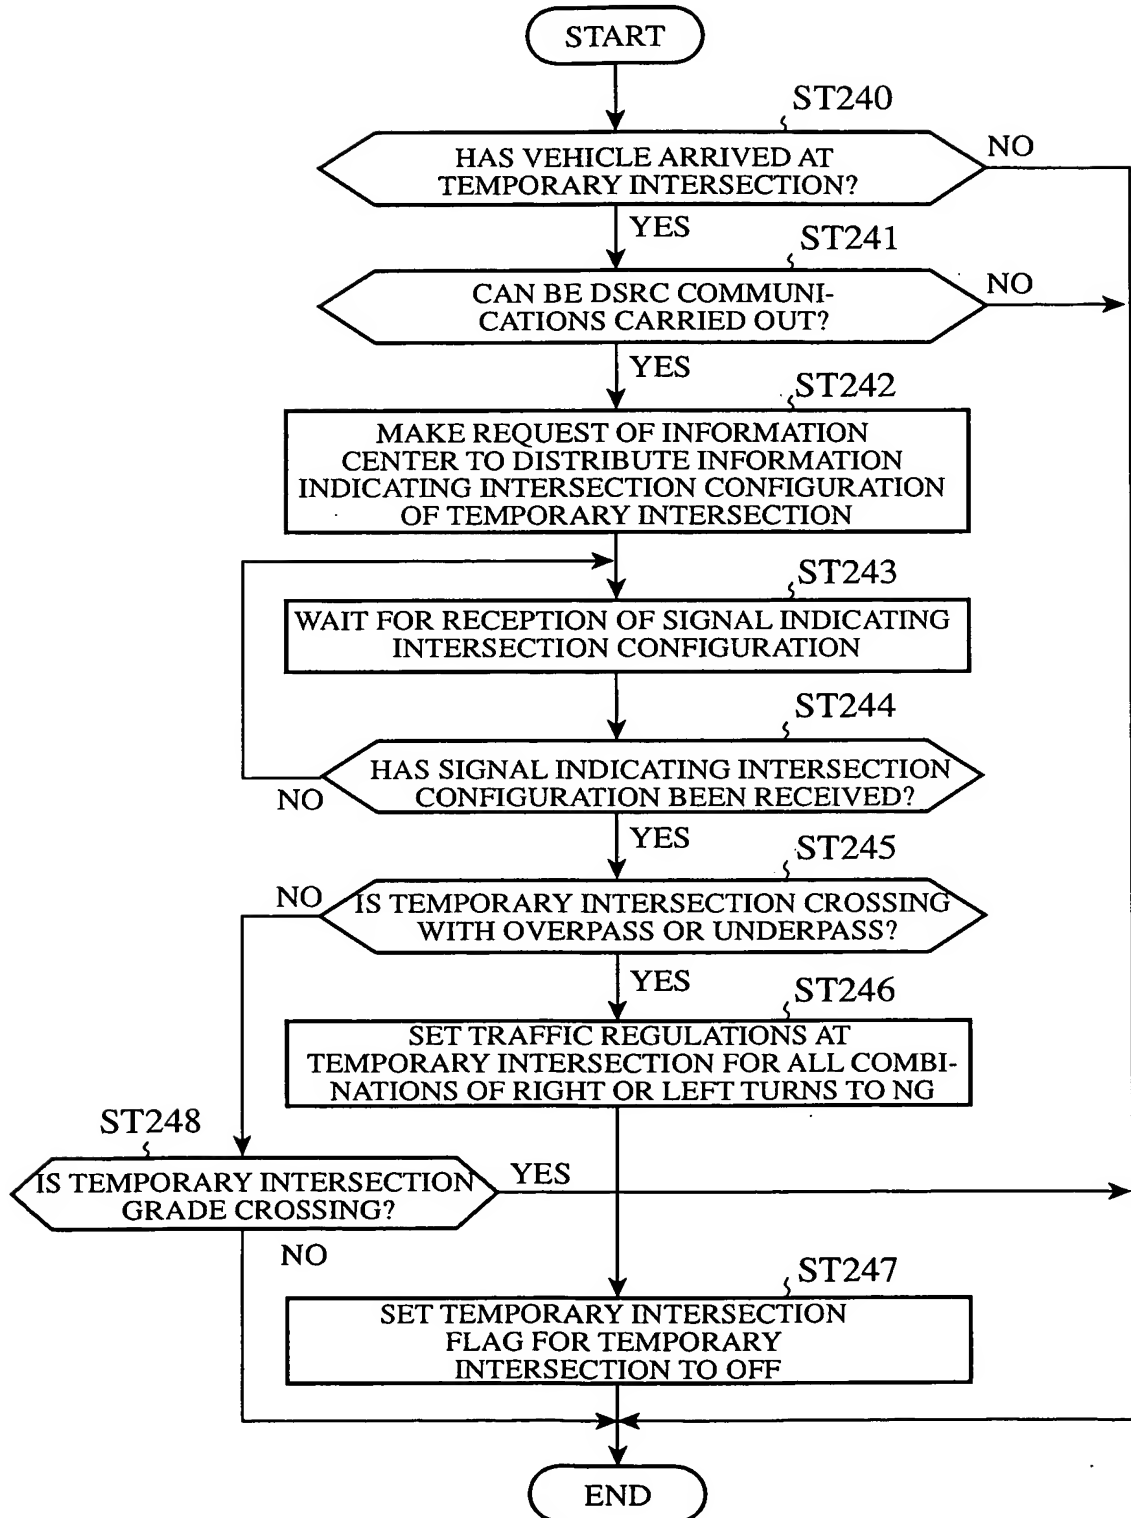 START
ST240
HAS VEHICLE ARRIVED AT
TEMPORARY INTERSECTION?
NO
YES
ST241
CAN BE DSRC COMMUNI-
CATIONS CARRIED OUT?
NO
YES
ST242
MAKE REQUEST OF INFORMATION
CENTER TO DISTRIBUTE INFORMATION
INDICATING INTERSECTION CONFIGURATION
OF TEMPORARY INTERSECTION
ST243
WAIT FOR RECEPTION OF SIGNAL INDICATING
INTERSECTION CONFIGURATION
ST244
HAS SIGNAL INDICATING INTERSECTION
CONFIGURATION BEEN RECEIVED?
NO
YES
ST245
NO
IS TEMPORARY INTERSECTION CROSSING
WITH OVERPASS OR UNDERPASS?
YES
ST246
SET TRAFFIC REGULATIONS AT
TEMPORARY INTERSECTION FOR ALL COMBI-
NATIONS OF RIGHT OR LEFT TURNS TO NG
ST248
IS TEMPORARY INTERSECTION
GRADE CROSSING?
YES
NO
ST247
SET TEMPORARY INTERSECTION
FLAG FOR TEMPORARY
INTERSECTION TO OFF
END